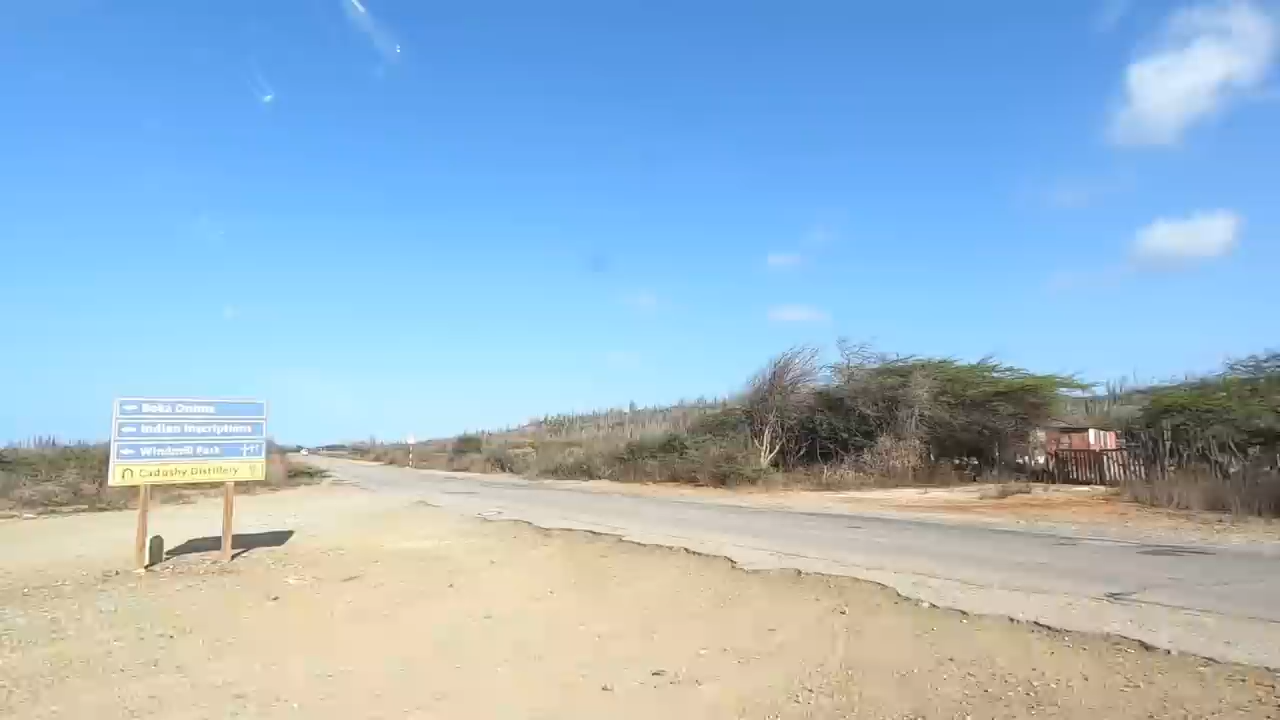 Boka Onima
Indian Inscriptions
Windmill Park
Cadushy Distillery